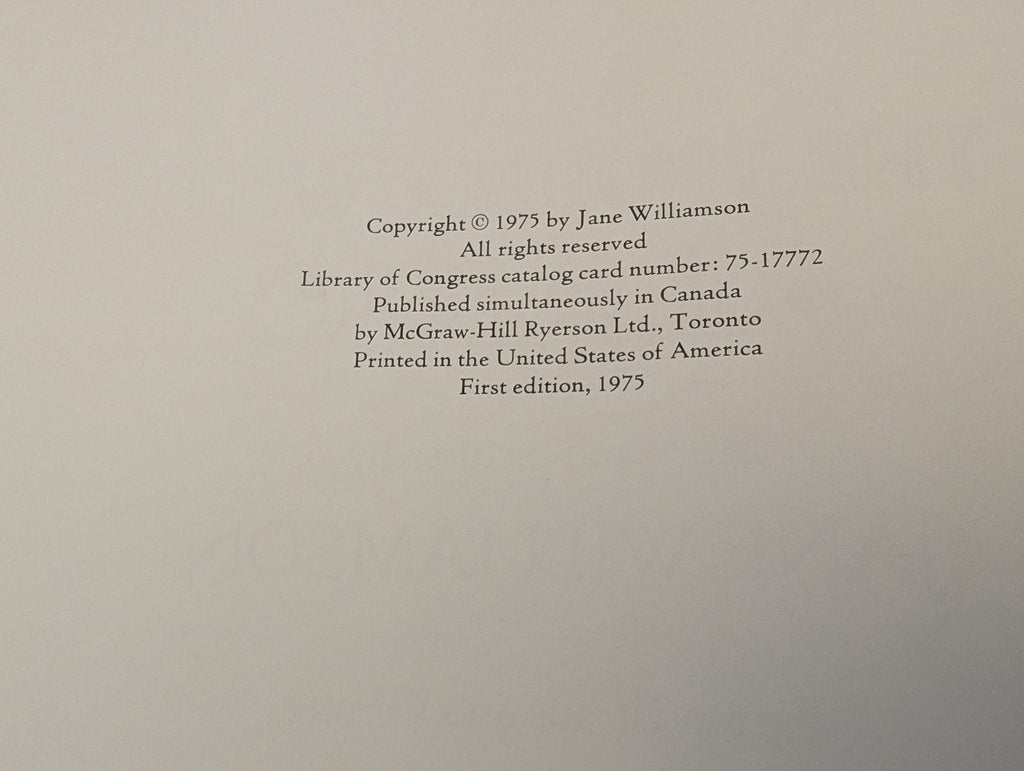 Copyright © 1975 by Jane Williamson
All rights reserved
Library of Congress catalog card number: 75-17772
Published simultaneously in Canada
by McGraw-Hill Ryerson Ltd., Toronto
Printed in the United States of America
First edition, 1975